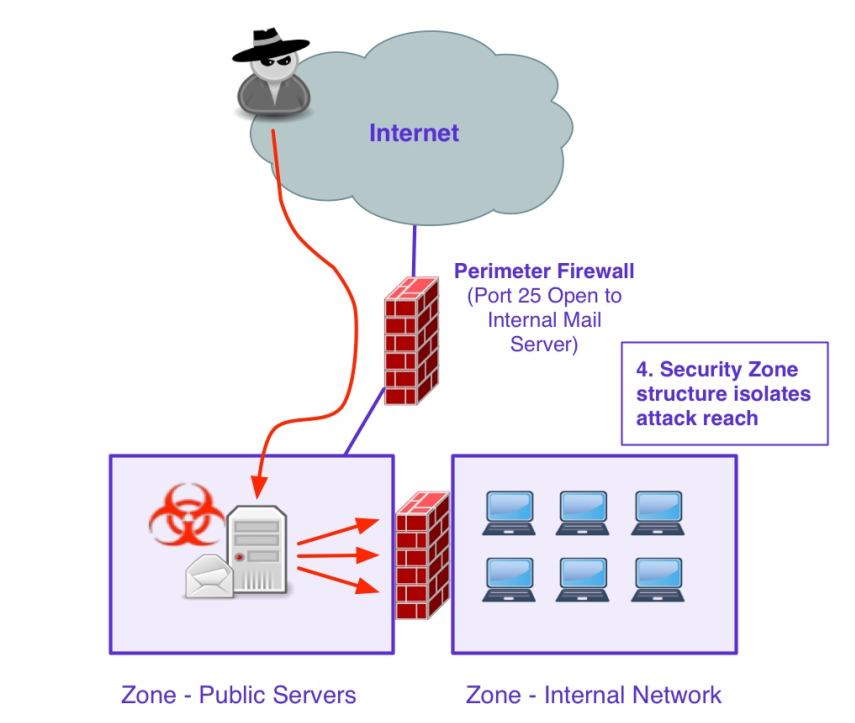 Internet
Perimeter Firewall
(Port 25 Open to
Internal Mail
Server)
4. Security Zone
structure isolates
attack reach
Zone - Public Servers
Zone - Internal Network